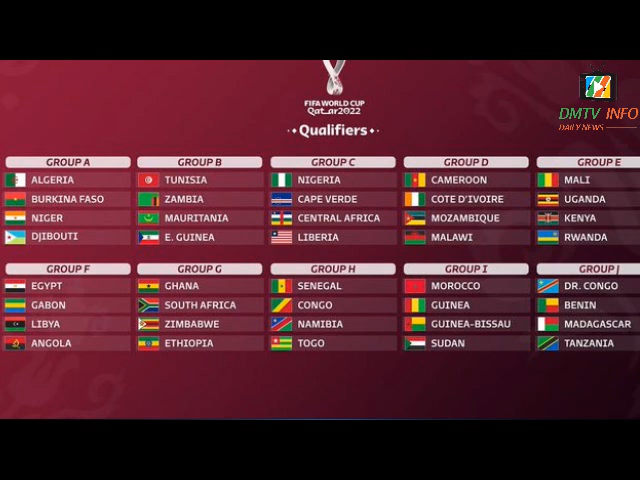 DMTV INFO
DAILY NEWS
FIFA WORLD CUP
Qatar2022
Qualifiers
GROUP A
ALGERIA
BURKINA FASO
NIGER
DJIBOUTI
GROUP B
TUNISIA
ZAMBIA
MAURITANIA
E. GUINEA
GROUP C
NIGERIA
CAPE VERDE
CENTRAL AFRICA
LIBERIA
GROUP D
CAMEROON
COTE D'IVOIRE
MOZAMBIQUE
MALAWI
GROUP E
MALI
UGANDA
KENYA
RWANDA
GROUP F
EGYPT
GABON
LIBYA
ANGOLA
GROUP G
GHANA
SOUTH AFRICA
ZIMBABWE
ETHIOPIA
GROUP H
SENEGAL
CONGO
NAMIBIA
TOGO
GROUP I
MOROCCO
GUINEA
GUINEA-BISSAU
SUDAN
GROUP J
DR. CONGO
BENIN
MADAGASCAR
TANZANIA